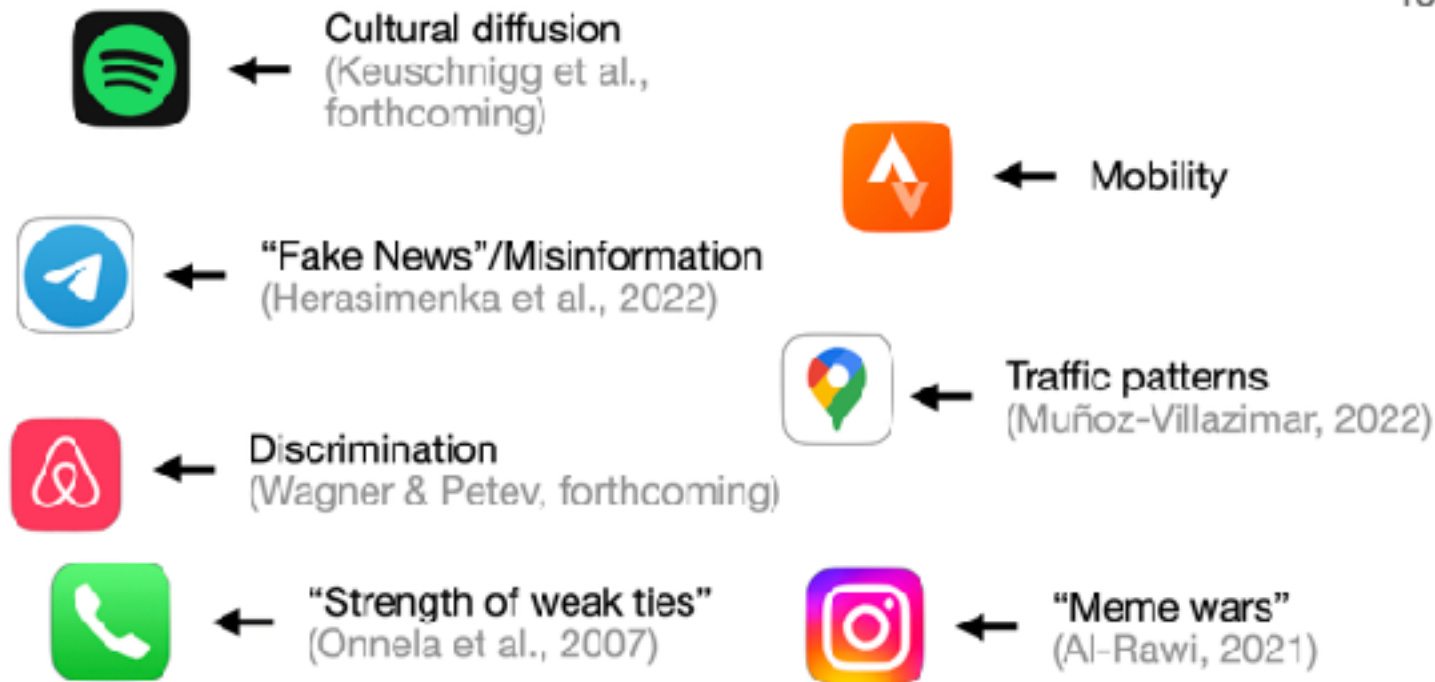 Cultural diffusion
(Keuschnigg et al.,
forthcoming)
Mobility
“Fake News”/Misinformation
(Herasimenka et al., 2022)
Traffic patterns
(Muñoz-Villazimar, 2022)
Discrimination
(Wagner & Petev, forthcoming)
“Strength of weak ties”
(Onnela et al., 2007)
“Meme wars”
(Al-Rawi, 2021)